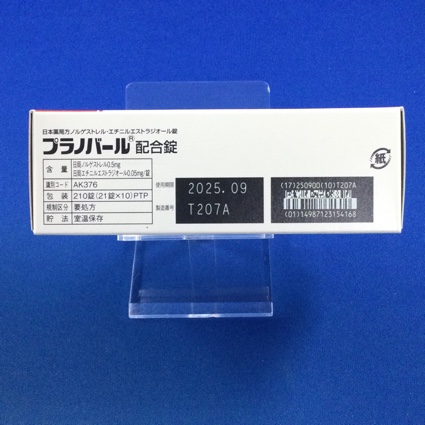 日本薬局方ノルゲストレル・エチニルエストラジオール錠
プラノバール® 配合錠
含量 日局ノルゲストレル0.5mg
日局エチニルエストラジオール0.05mg/錠
識別コード AK376
包装 210錠(21錠×10)PTP
規制区分 要処方
貯法 室温保存
使用期限 2025.09
製造番号 T207A
(17)250900(10)T207A
(01)14987123154168
紙